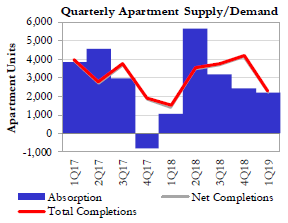 Quarterly Apartment Supply/Demand
Apartment Units
6,000
5,000
4,000
3,000
2,000
1,000
0
-1,000
1Q17
2Q17
3Q17
4Q17
1Q18
2Q18
3Q18
4Q18
1Q19
Absorption
Net Completions
Total Completions